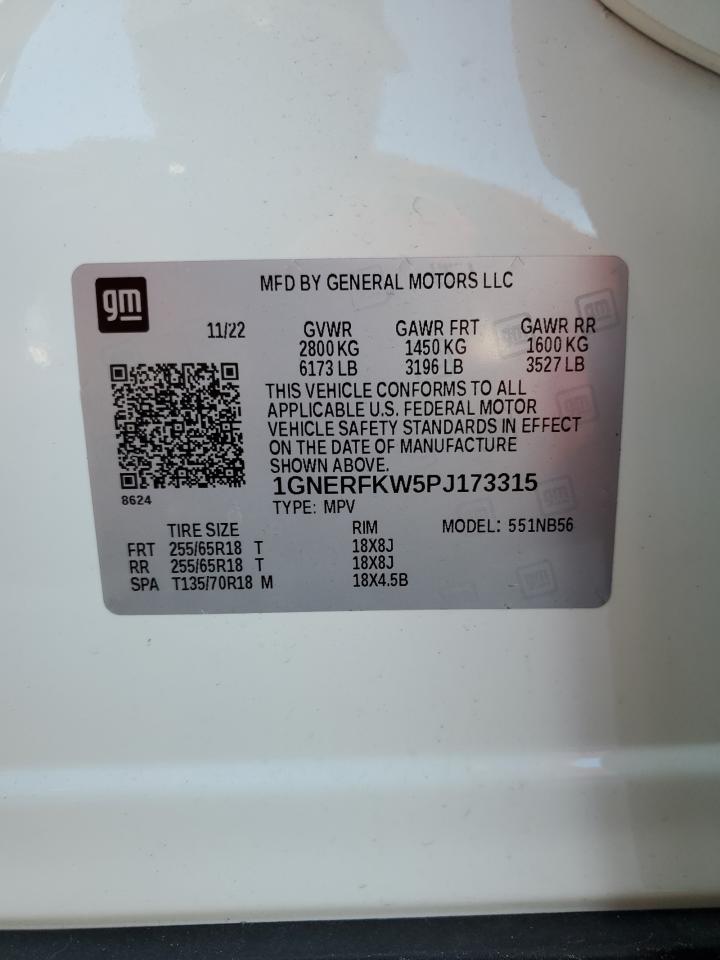 gm
MFD BY GENERAL MOTORS LLC
11/22 GVWR GAWR FRT GAWR RR
2800 KG 1450 KG 1600 KG
6173 LB 3196 LB 3527 LB
THIS VEHICLE CONFORMS TO ALL
APPLICABLE U.S. FEDERAL MOTOR
VEHICLE SAFETY STANDARDS IN EFFECT
ON THE DATE OF MANUFACTURE
SHOWN ABOVE.
8624
1GNERFKW5PJ173315
TYPE: MPV
TIRE SIZE RIM MODEL: 551NB56
FRT 255/65R18 T 18X8J
RR 255/65R18 T 18X8J
SPA T135/70R18 M 18X4.5B